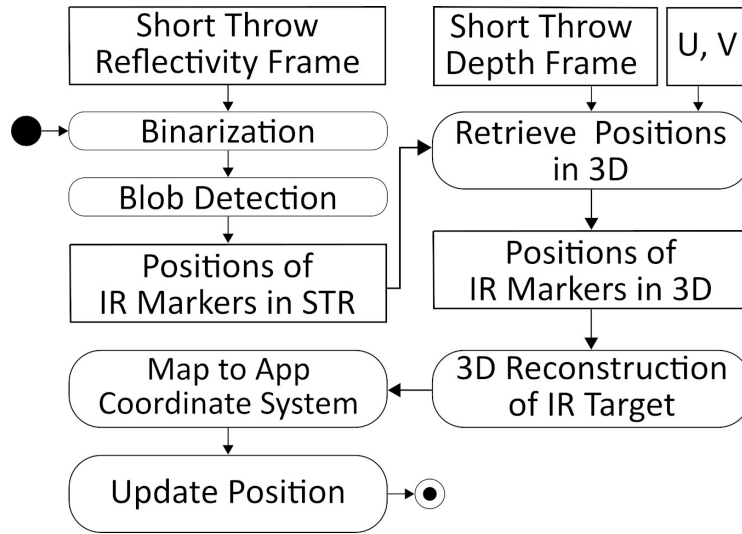 Short Throw
Reflectivity Frame
Short Throw
Depth Frame
U, V
Binarization
Retrieve Positions
in 3D
Blob Detection
Positions of
IR Markers in STR
Positions of
IR Markers in 3D
Map to App
Coordinate System
3D Reconstruction
of IR Target
Update Position